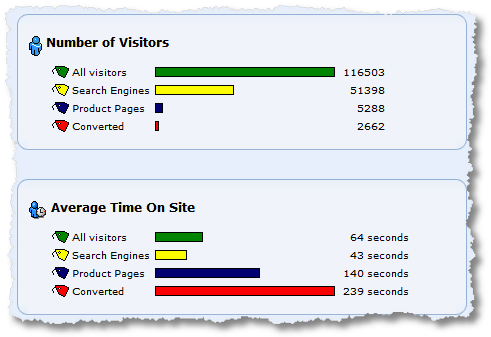 Number of Visitors
All visitors 116503
Search Engines 51398
Product Pages 5288
Converted 2662
Average Time On Site
All visitors 64 seconds
Search Engines 43 seconds
Product Pages 140 seconds
Converted 239 seconds